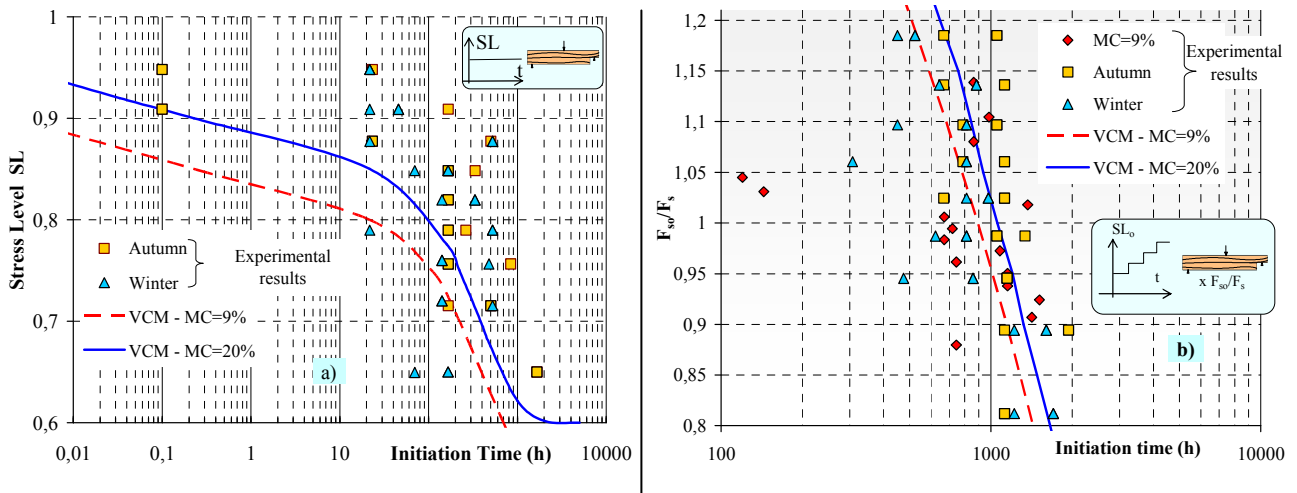 1
0,9
0,8
0,7
0,6
Stress Level SL
SL
t
Autumn
Winter
Experimental
results
VCM - MC=9%
VCM - MC=20%
a)
0,01
0,1
1
10
Initiation Time (h)
10000
1,2
1,15
1,1
1,05
1
0,95
0,9
0,85
0,8
Fso/Fs
MC=9%
Autumn
Winter
Experimental
results
VCM - MC=9%
VCM - MC=20%
SLo
t
x Fso/Fs
b)
Initiation time (h)
100
1000
10000